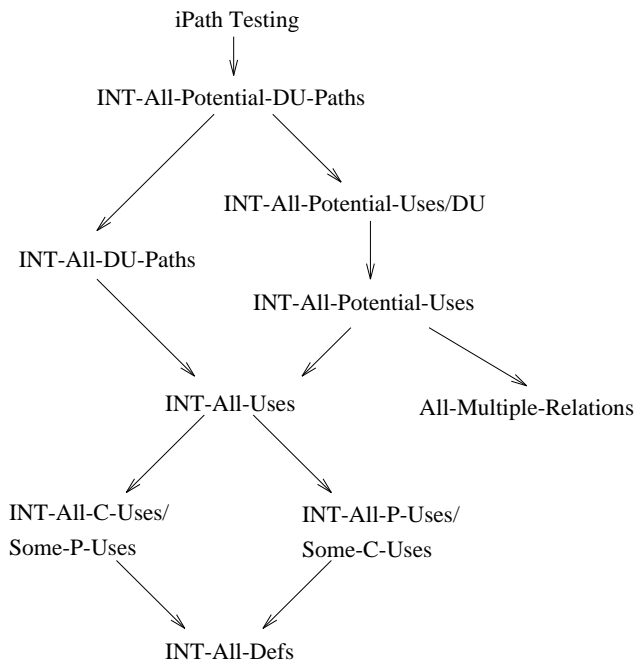 iPath Testing
INT-All-Potential-DU-Paths
INT-All-Potential-Uses/DU
INT-All-DU-Paths
INT-All-Potential-Uses
INT-All-Uses
All-Multiple-Relations
INT-All-C-Uses/
Some-P-Uses
INT-All-P-Uses/
Some-C-Uses
INT-All-Defs